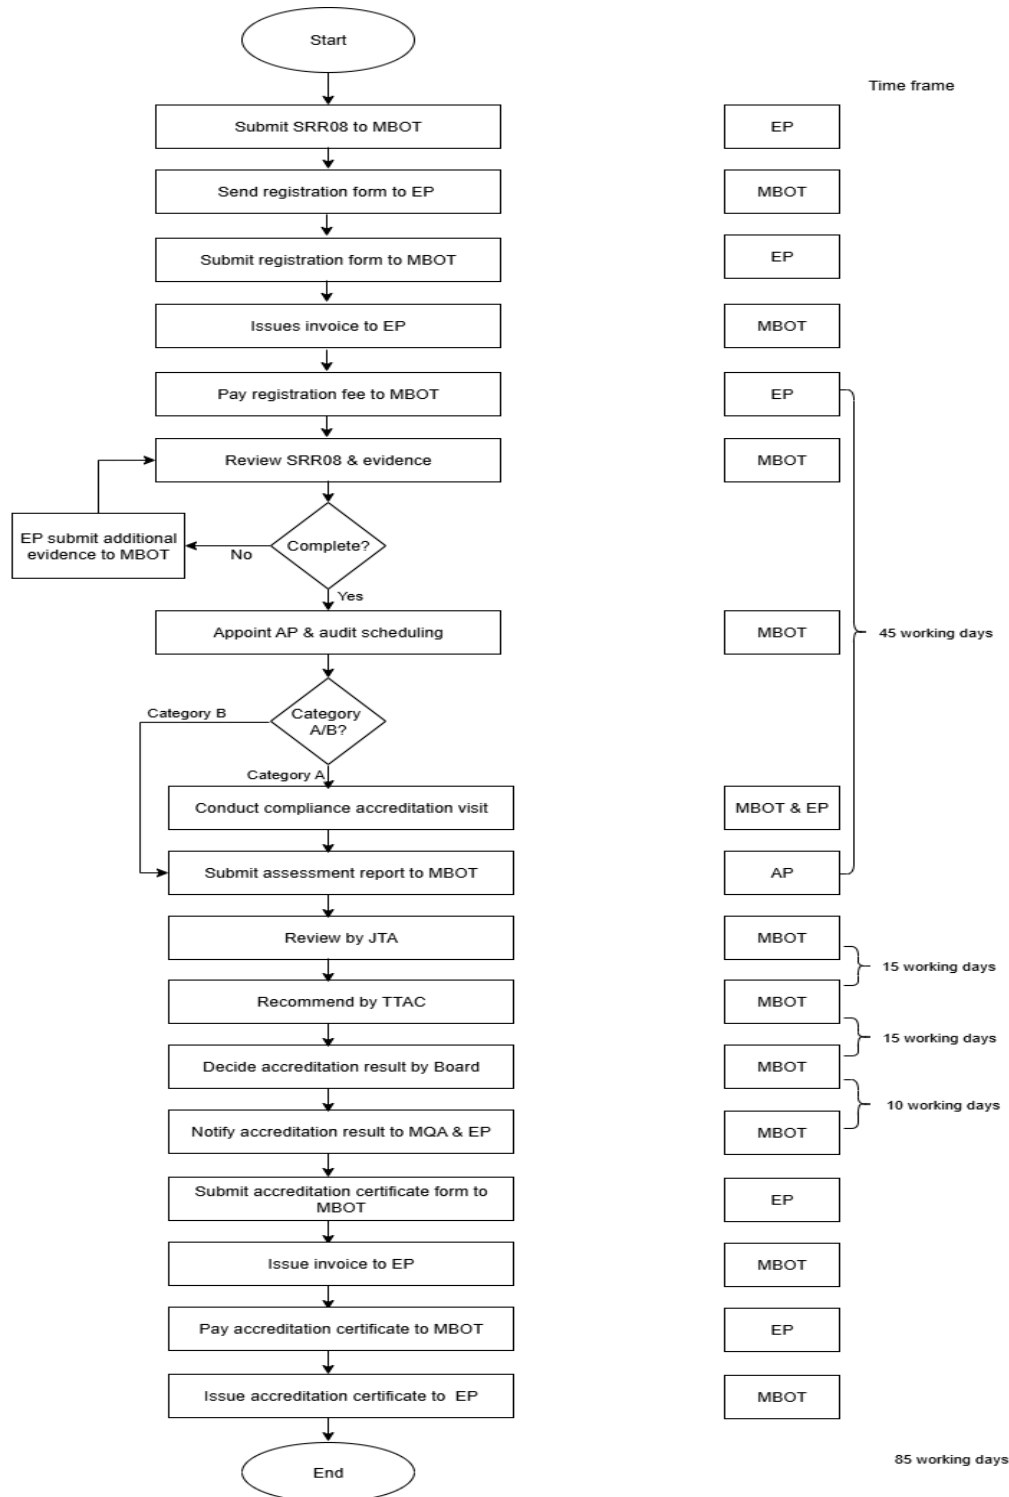 Start
Time frame
Submit SRR08 to MBOT
EP
Send registration form to EP
MBOT
Submit registration form to MBOT
EP
Issues invoice to EP
MBOT
Pay registration fee to MBOT
EP
Review SRR08 & evidence
MBOT
EP submit additional
evidence to MBOT
No
Complete?
Yes
Appoint AP & audit scheduling
MBOT
45 working days
Category B
Category
A/B?
Category A
Conduct compliance accreditation visit
MBOT & EP
Submit assessment report to MBOT
AP
Review by JTA
MBOT
15 working days
Recommend by TTAC
MBOT
15 working days
Decide accreditation result by Board
MBOT
10 working days
Notify accreditation result to MQA & EP
MBOT
Submit accreditation certificate form to
MBOT
EP
Issue invoice to EP
MBOT
Pay accreditation certificate to MBOT
EP
Issue accreditation certificate to EP
MBOT
End
85 working days